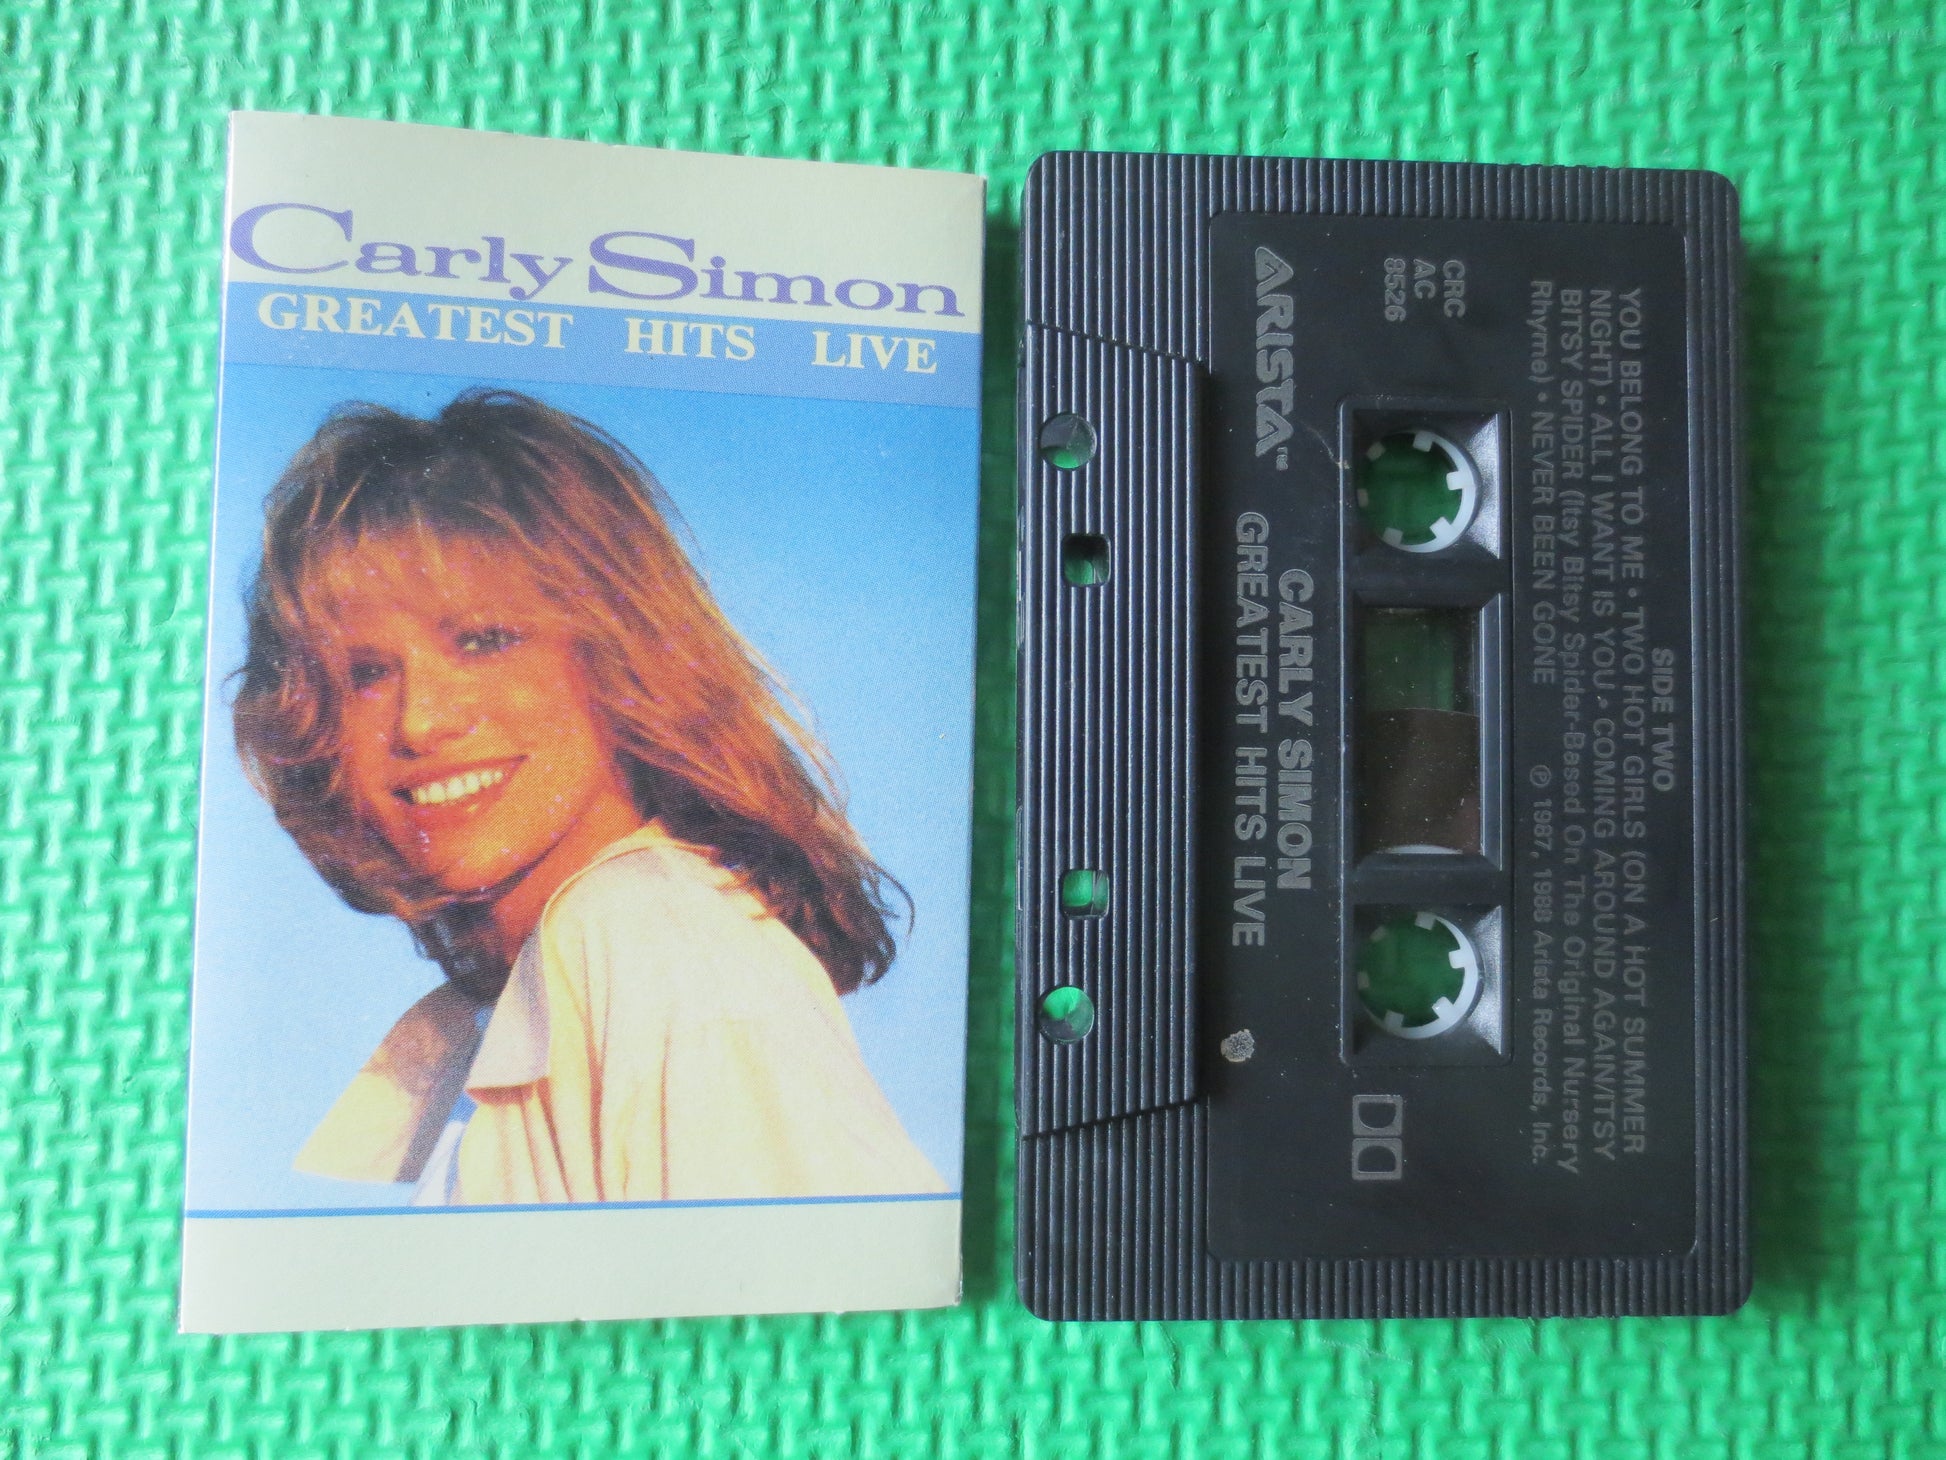 Carly Simon
GREATEST HITS LIVE
SIDE TWO
YOU BELONG TO ME • TWO HOT GIRLS (ON A HOT SUMMER
NIGHT) • ALL I WANT IS YOU • COMING AROUND AGAIN/ITSY
BITSY SPIDER (Itsy Bitsy Spider-Based On The Original Nursery
Rhyme) • NEVER BEEN GONE ℗ 1987, 1988 Arista Records, Inc.
CRC
AC
8526
ARISTA™
CARLY SIMON
GREATEST HITS LIVE